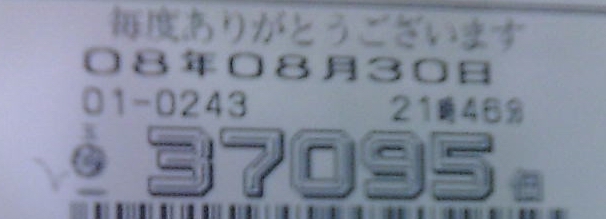 毎度ありがとうございます
08年08月30日
01-0243 21時46分
37095 個